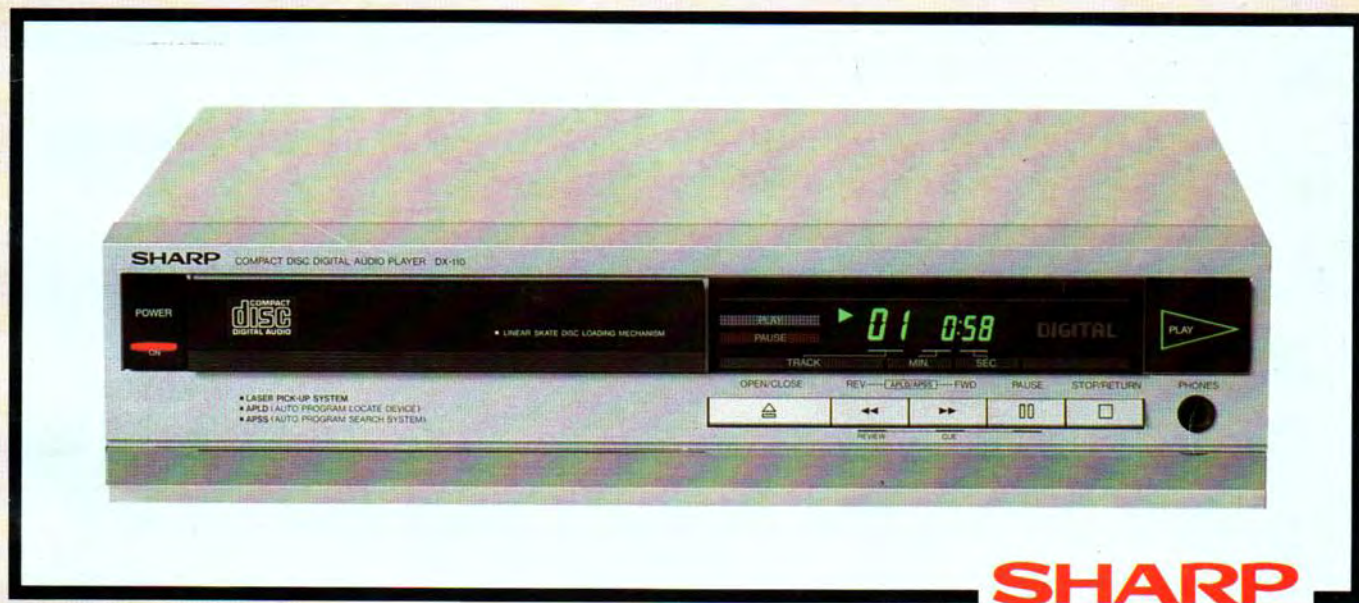 SHARP COMPACT DISC DIGITAL AUDIO PLAYER DX-110
POWER
ON
COMPACT
disc
DIGITAL AUDIO
■ LINEAR SKATE DISC LOADING MECHANISM
PLAY
PAUSE
01 0:58
DIGITAL
TRACK MIN. SEC
PLAY
■ LASER PICK-UP SYSTEM
■ APLD (AUTO PROGRAM LOCATE DEVICE)
■ APSS (AUTO PROGRAM SEARCH SYSTEM)
OPEN/CLOSE REV APLD/APSS FWD PAUSE STOP/RETURN PHONES
REVIEW CUE
SHARP